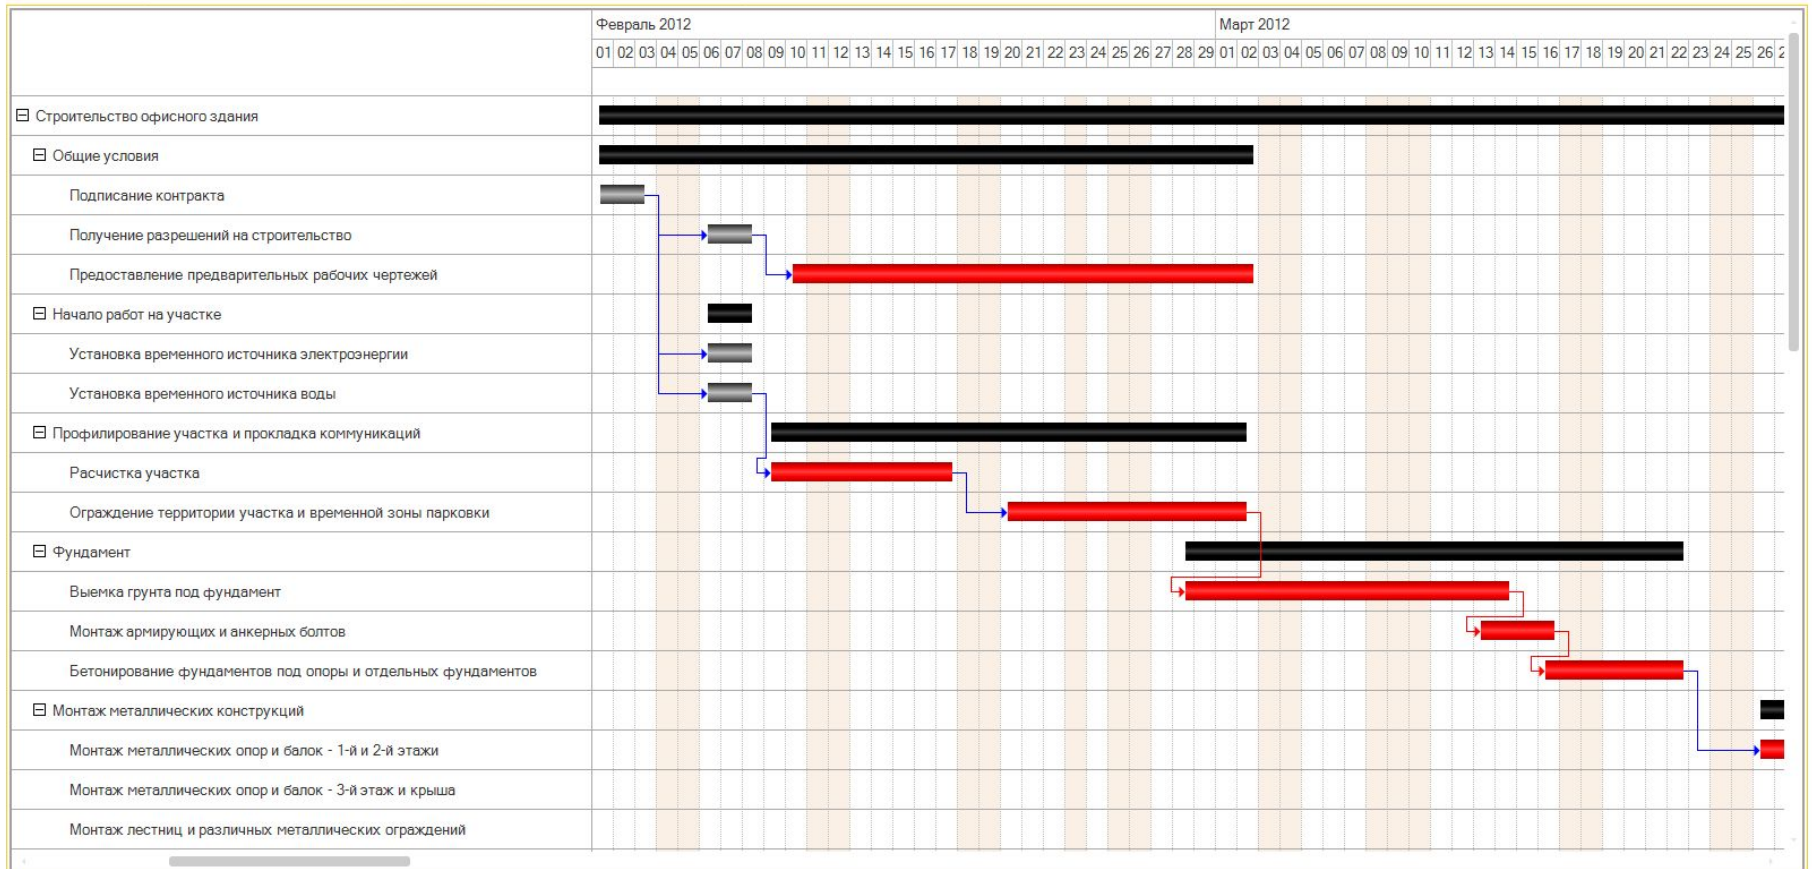 Февраль 2012 Март 2012
01 02 03 04 05 06 07 08 09 10 11 12 13 14 15 16 17 18 19 20 21 22 23 24 25 26 27 28 29 01 02 03 04 05 06 07 08 09 10 11 12 13 14 15 16 17 18 19 20 21 22 23 24 25 26 2
Строительство офисного здания
Общие условия
Подписание контракта
Получение разрешений на строительство
Предоставление предварительных рабочих чертежей
Начало работ на участке
Установка временного источника электроэнергии
Установка временного источника воды
Профилирование участка и прокладка коммуникаций
Расчистка участка
Ограждение территории участка и временной зоны парковки
Фундамент
Выемка грунта под фундамент
Монтаж армирующих и анкерных болтов
Бетонирование фундаментов под опоры и отдельных фундаментов
Монтаж металлических конструкций
Монтаж металлических опор и балок - 1-й и 2-й этажи
Монтаж металлических опор и балок - 3-й этаж и крыша
Монтаж лестниц и различных металлических ограждений